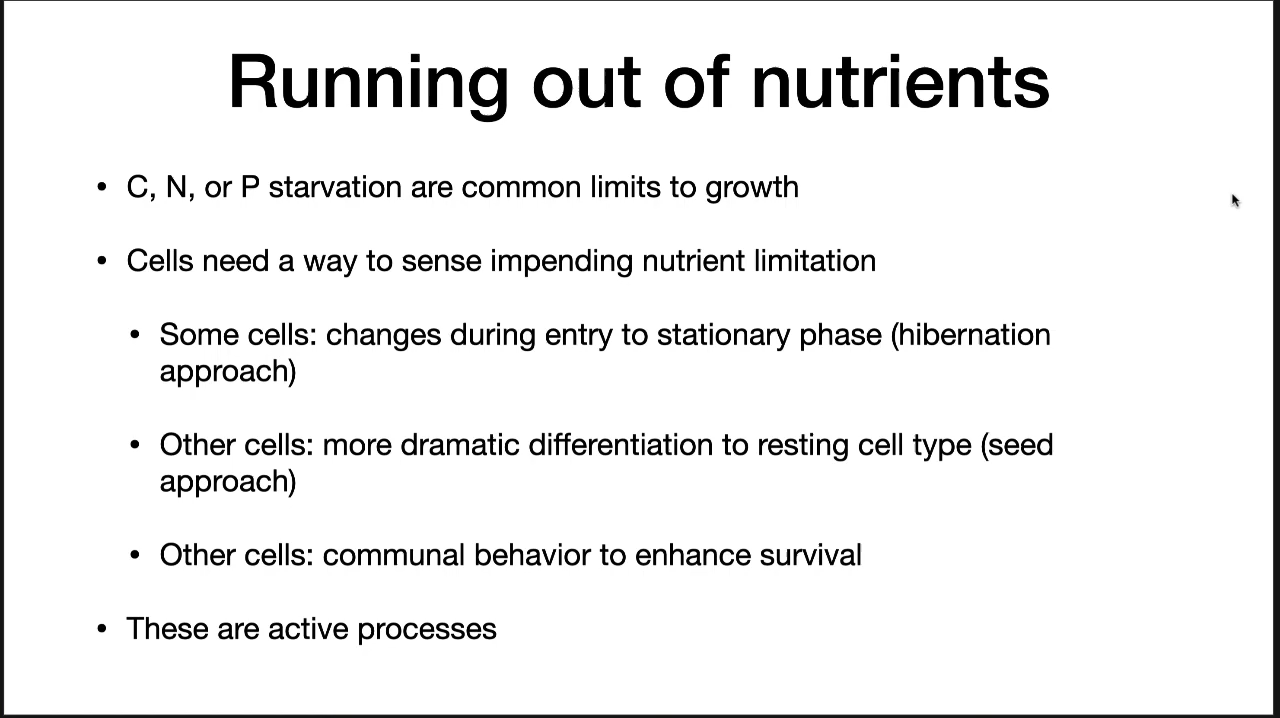 Running out of nutrients
• C, N, or P starvation are common limits to growth
• Cells need a way to sense impending nutrient limitation
• Some cells: changes during entry to stationary phase (hibernation
approach)
• Other cells: more dramatic differentiation to resting cell type (seed
approach)
• Other cells: communal behavior to enhance survival
• These are active processes